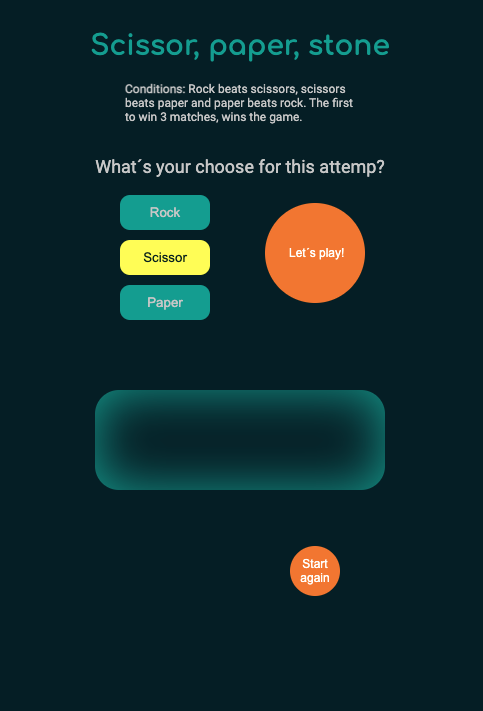 Scissor, paper, stone
Conditions: Rock beats scissors, scissors
beats paper and paper beats rock. The first
to win 3 matches, wins the game.
What´s your choose for this attemp?
Rock
Scissor
Paper
Let´s play!
Start
again